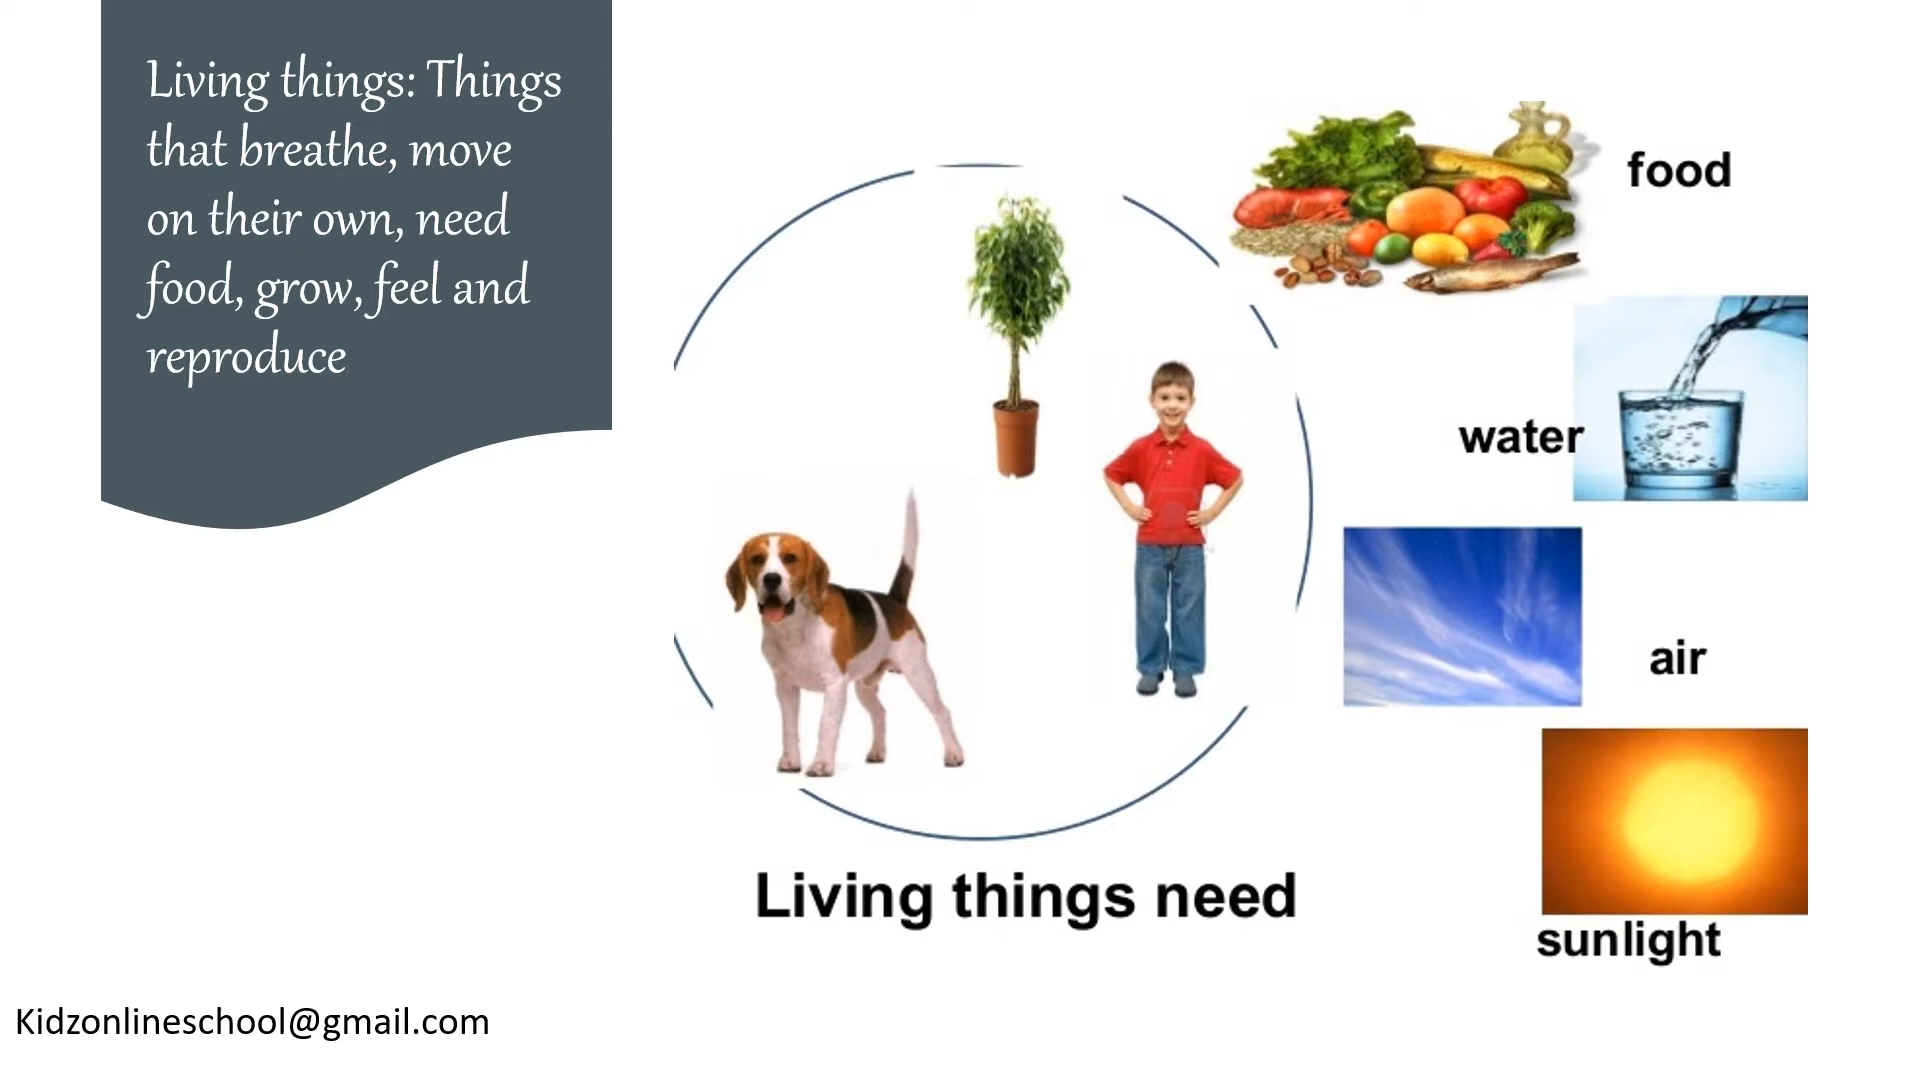 Living things: Things
that breathe, move
on their own, need
food, grow, feel and
reproduce
food
water
air
sunlight
Living things need
Kidzonlineschool@gmail.com